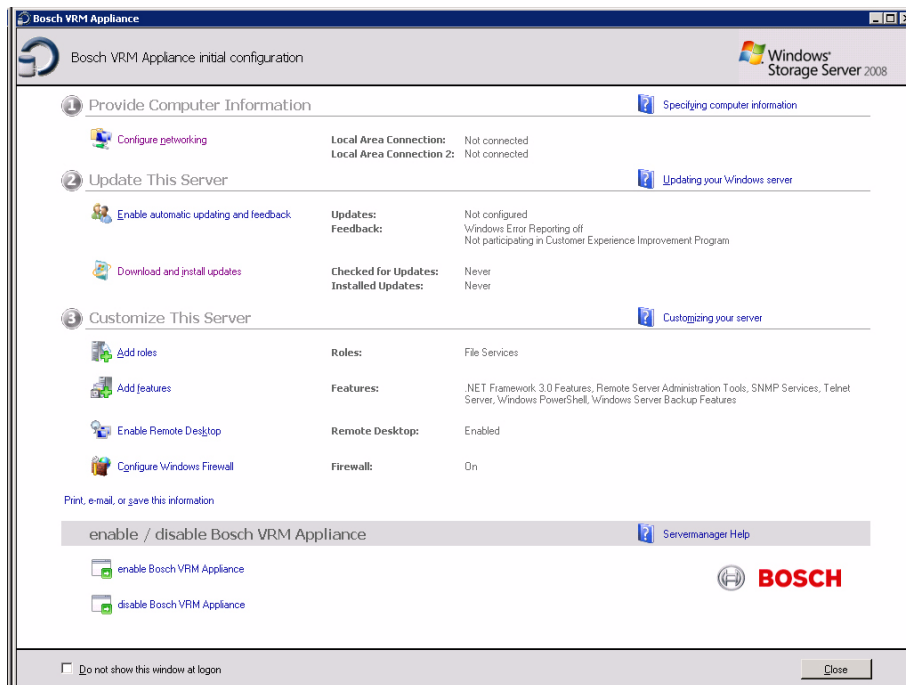 Bosch VRM Appliance
Bosch VRM Appliance initial configuration
Windows
Storage Server 2008
1 Provide Computer Information
Specifying computer information
Configure networking
Local Area Connection: Not connected
Local Area Connection 2: Not connected
2 Update This Server
Updating your Windows server
Enable automatic updating and feedback
Updates: Not configured
Feedback: Windows Error Reporting off
Not participating in Customer Experience Improvement Program
Download and install updates
Checked for Updates: Never
Installed Updates: Never
3 Customize This Server
Customizing your server
Add roles
Roles: File Services
Add features
Features: .NET Framework 3.0 Features, Remote Server Administration Tools, SNMP Services, Telnet
Server, Windows PowerShell, Windows Server Backup Features
Enable Remote Desktop
Remote Desktop: Enabled
Configure Windows Firewall
Firewall: On
Print, e-mail, or save this information
enable / disable Bosch VRM Appliance
Servermanager Help
enable Bosch VRM Appliance
BOSCH
disable Bosch VRM Appliance
Do not show this window at logon
Close